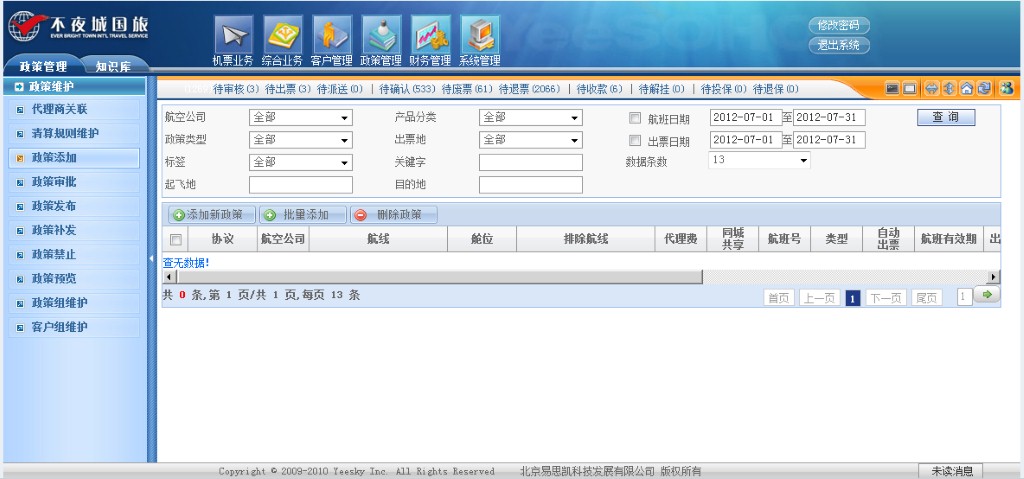 不夜城国旅
EVER BRIGHT TOWN INT'L TRAVEL SERVICE
机票业务 综合业务 客户管理 政策管理 财务管理 系统管理
修改密码
退出系统
政策管理 知识库
政策维护
代理商关联
清算规则维护
政策添加
政策审批
政策发布
政策补发
政策禁止
政策预览
政策组维护
客户组维护
待审核(3) 待出票(3) 待派送(0) | 待确认(533) 待废票(61) 待退票(2066) | 待收款(6) | 待解挂(0) | 待投保(0) 待退保(0)
航空公司 全部 产品分类 全部 航班日期 2012-07-01 至 2012-07-31 查 询
政策类型 全部 出票地 全部 出票日期 2012-07-01 至 2012-07-31
标签 全部 关键字 数据条数 13
起飞地 目的地
添加新政策 批量添加 删除政策
协议 航空公司 航线 舱位 排除航线 代理费 同城共享 航班号 类型 自动出票 航班有效期 出
查无数据!
共 0 条,第 1 页/共 1 页,每页 13 条
首页 上一页 1 下一页 尾页 1
Copyright © 2009-2010 Yeesky Inc. All Rights Reserved 北京易思凯科技发展有限公司 版权所有
未读消息